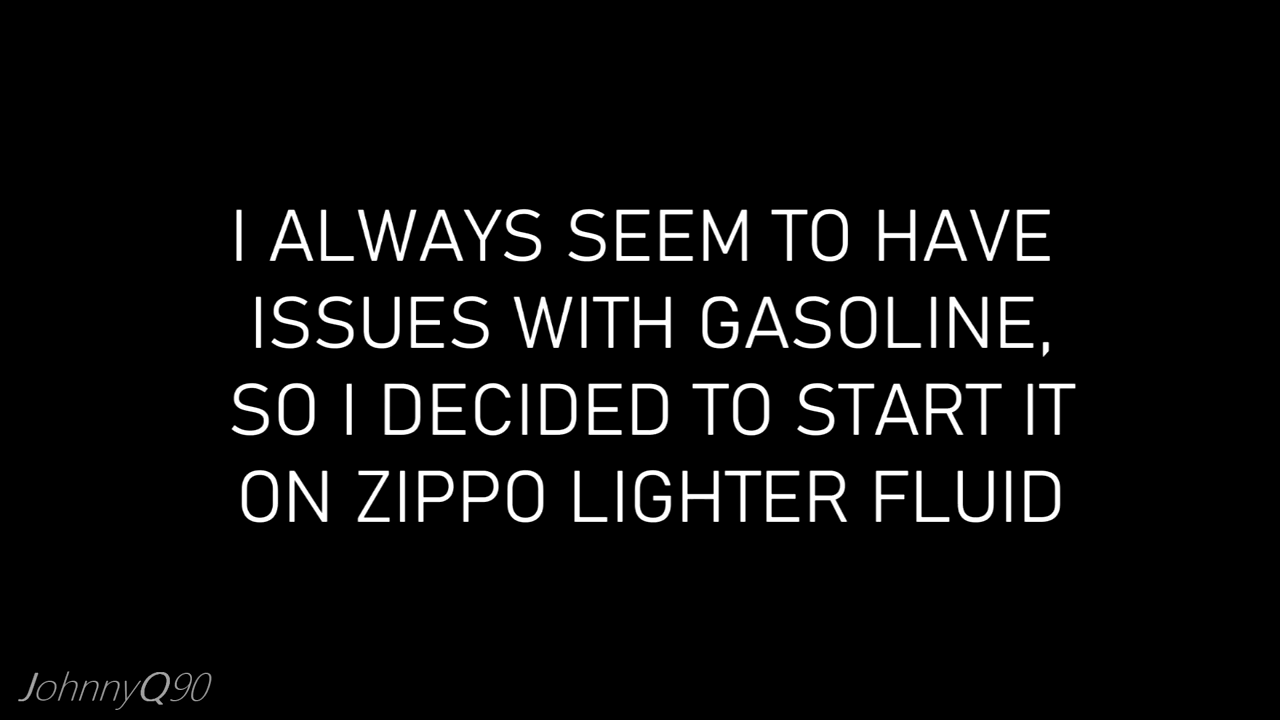 I ALWAYS SEEM TO HAVE
ISSUES WITH GASOLINE,
SO I DECIDED TO START IT
ON ZIPPO LIGHTER FLUID
JohnnyQ90